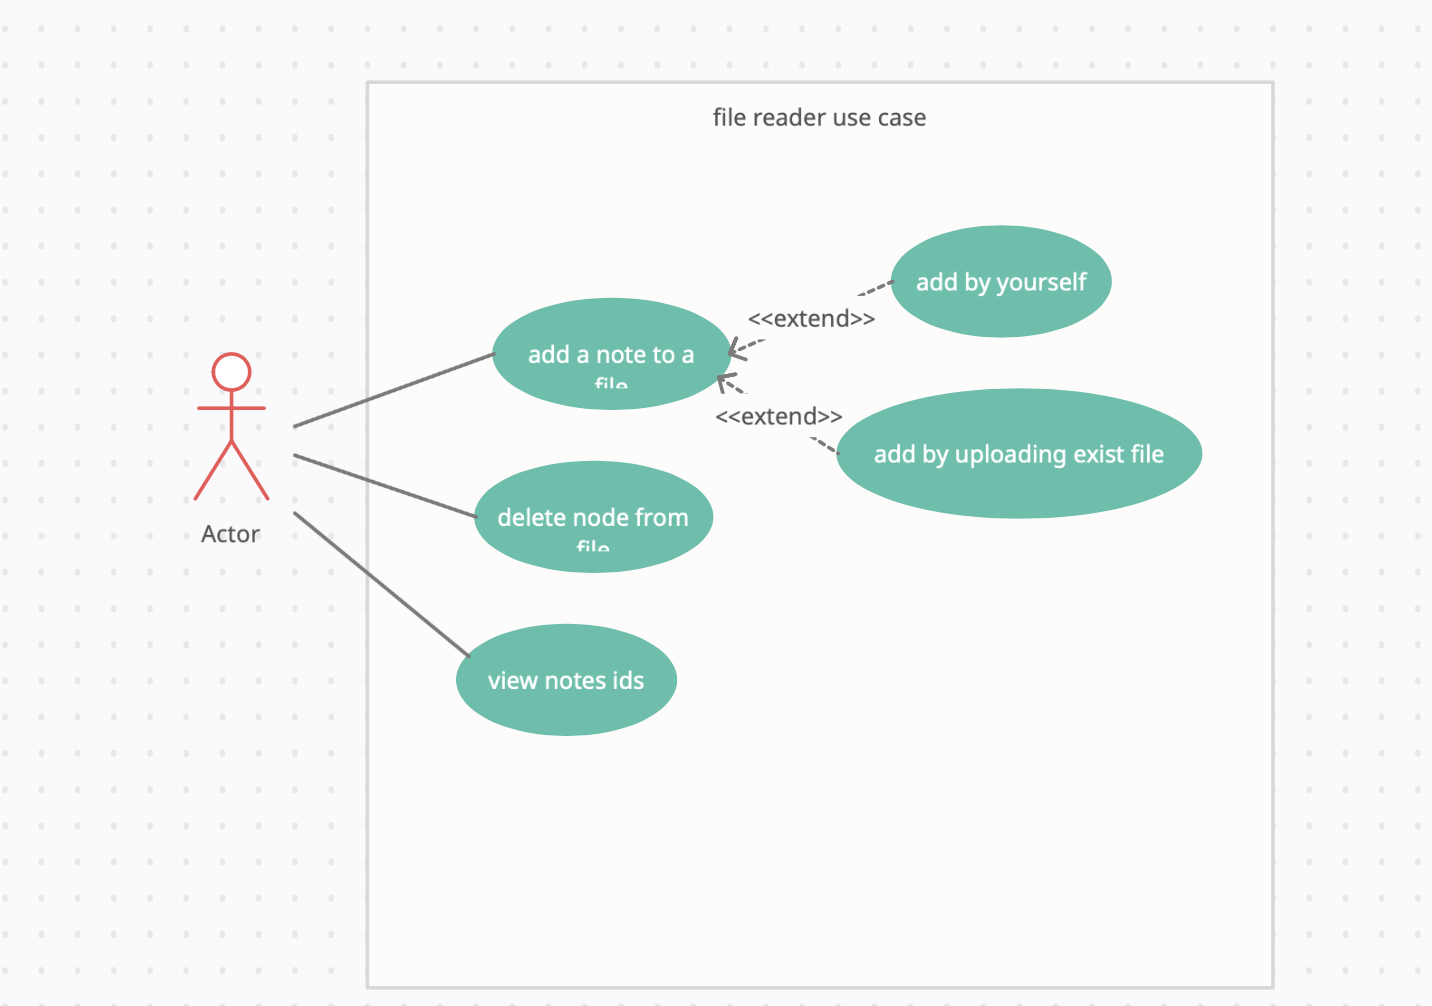 file reader use case
add by yourself
<<extend>>
add a note to a
file
<<extend>>
add by uploading exist file
delete node from
file
Actor
view notes ids